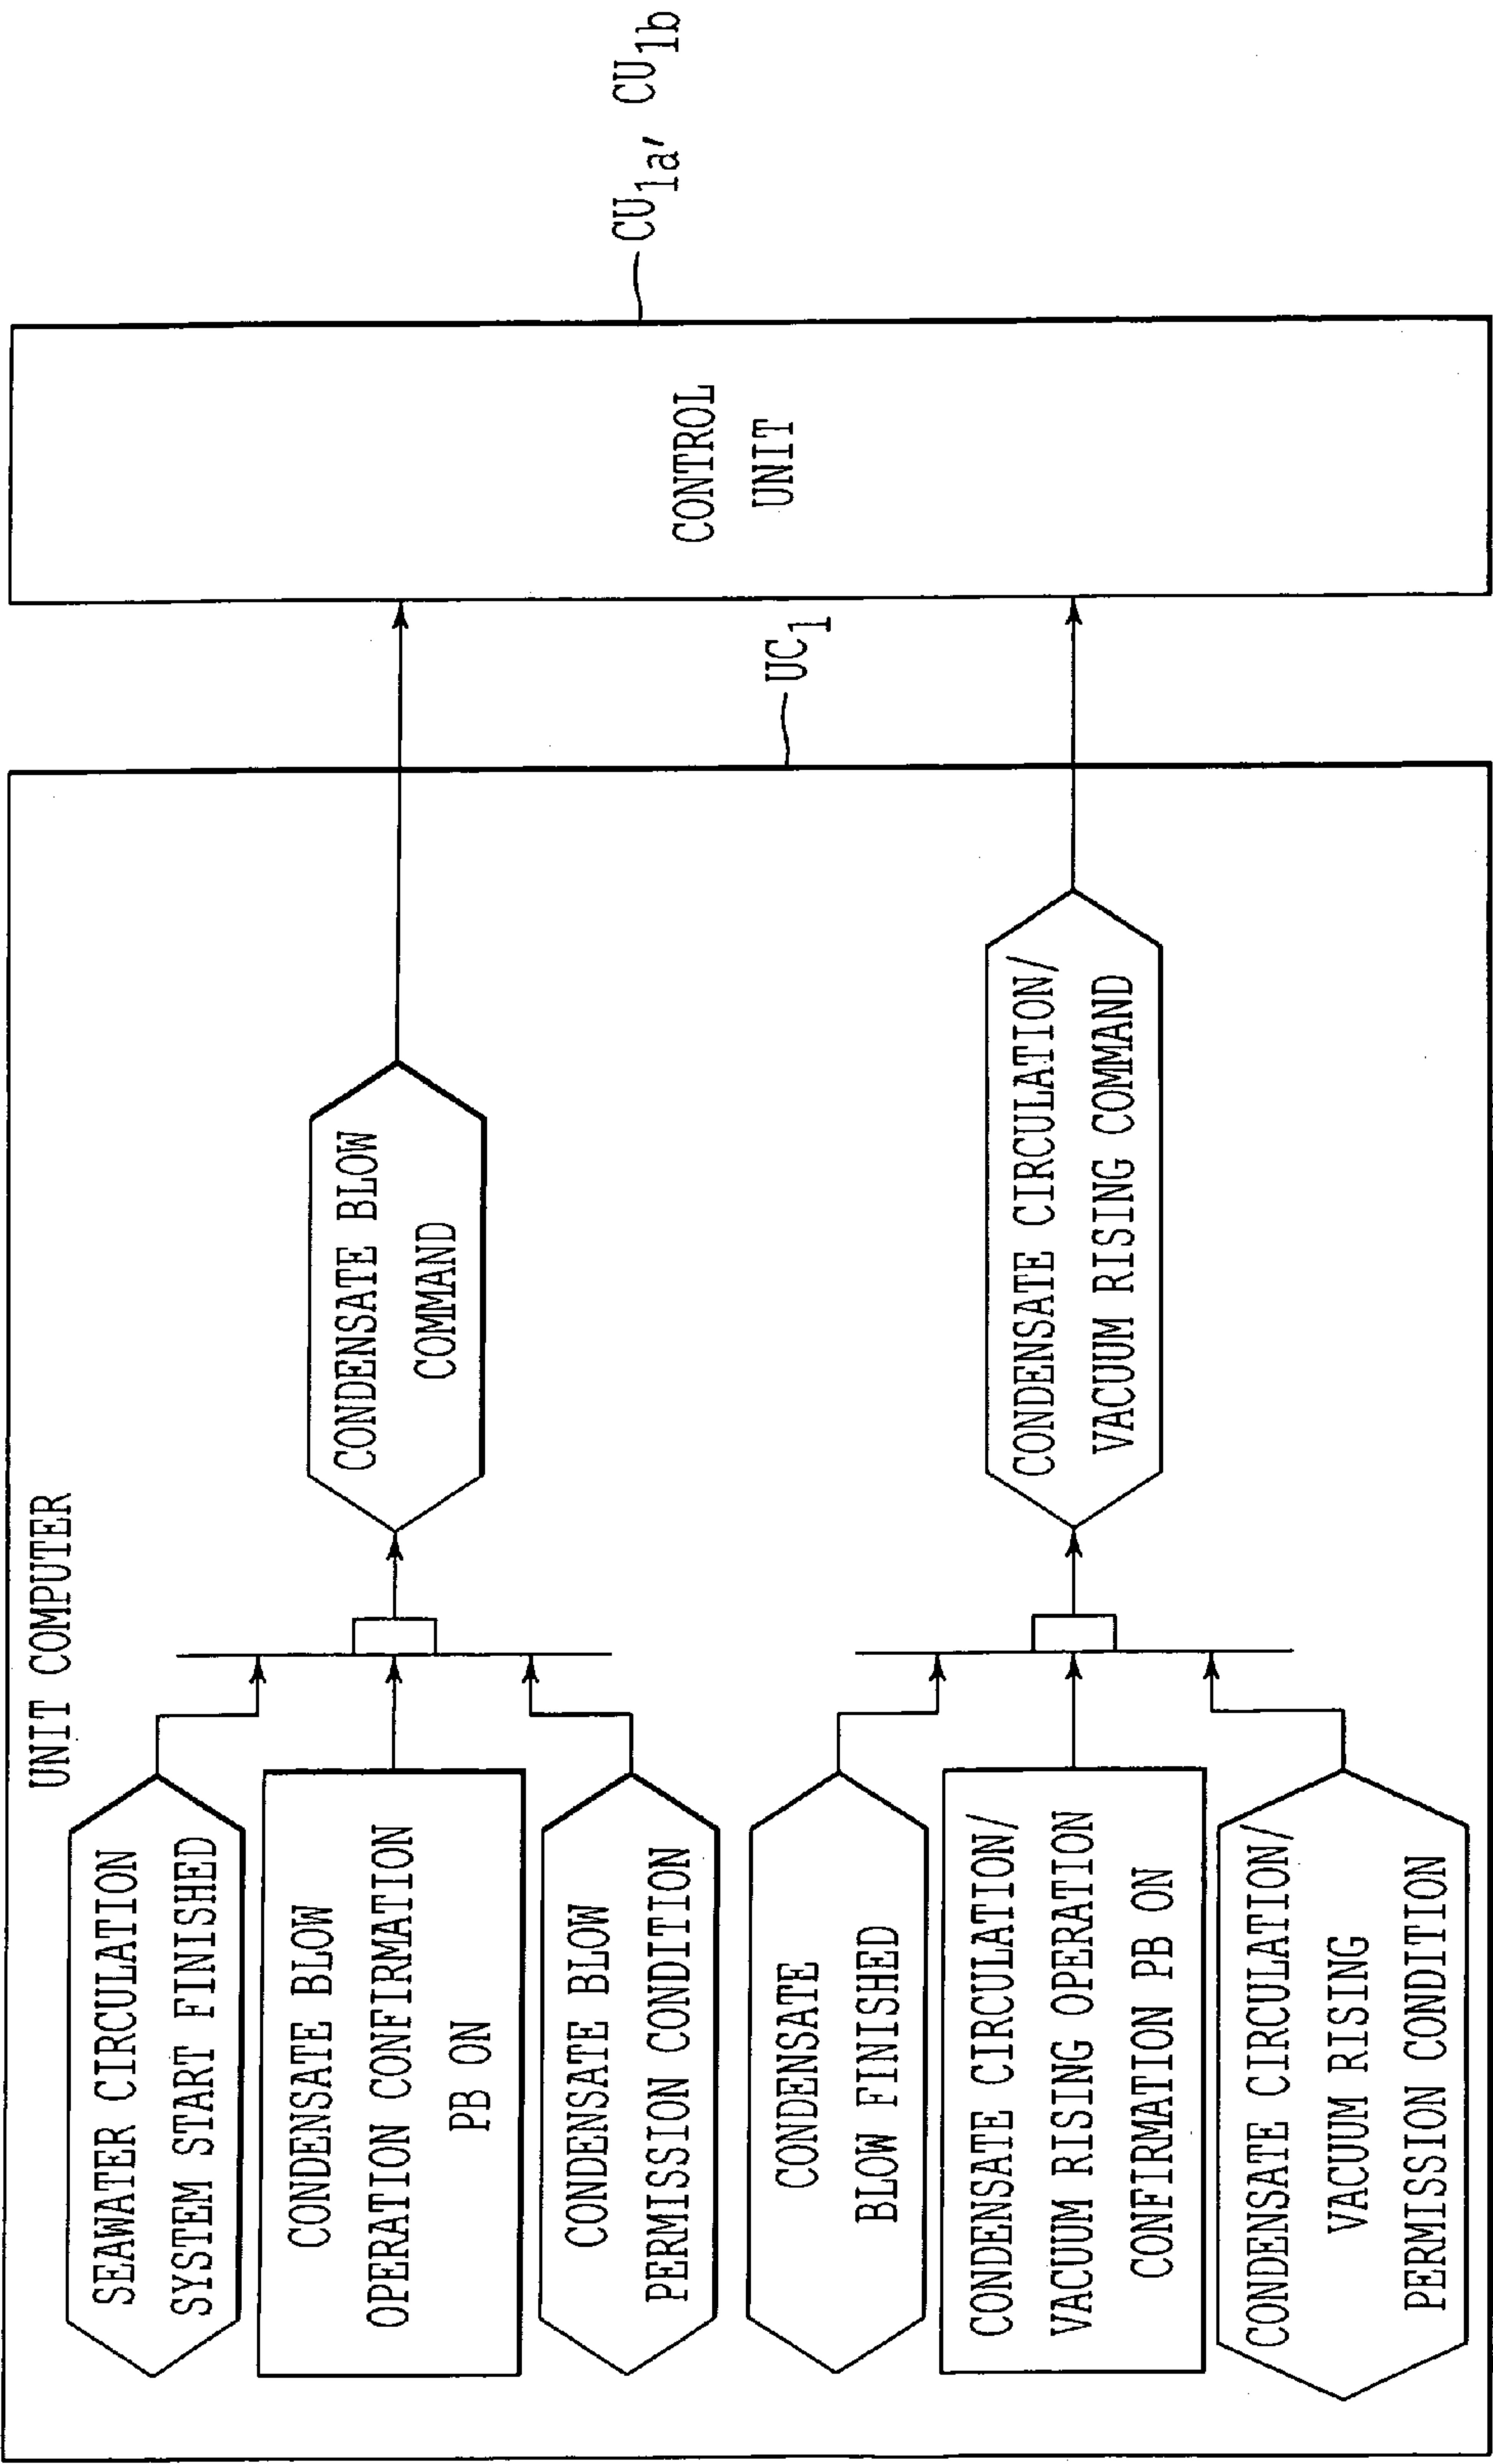 UNIT COMPUTER
SEAWATER CIRCULATION
SYSTEM START FINISHED
CONDENSATE BLOW
OPERATION CONFIRMATION
PB ON
CONDENSATE BLOW
PERMISSION CONDITION
CONDENSATE BLOW
COMMAND
CONDENSATE
BLOW FINISHED
CONDENSATE CIRCULATION/
VACUUM RISING OPERATION
CONFIRMATION PB ON
CONDENSATE CIRCULATION/
VACUUM RISING
PERMISSION CONDITION
CONDENSATE CIRCULATION/
VACUUM RISING COMMAND
UC1
CONTROL
UNIT
CU1a, CU1b